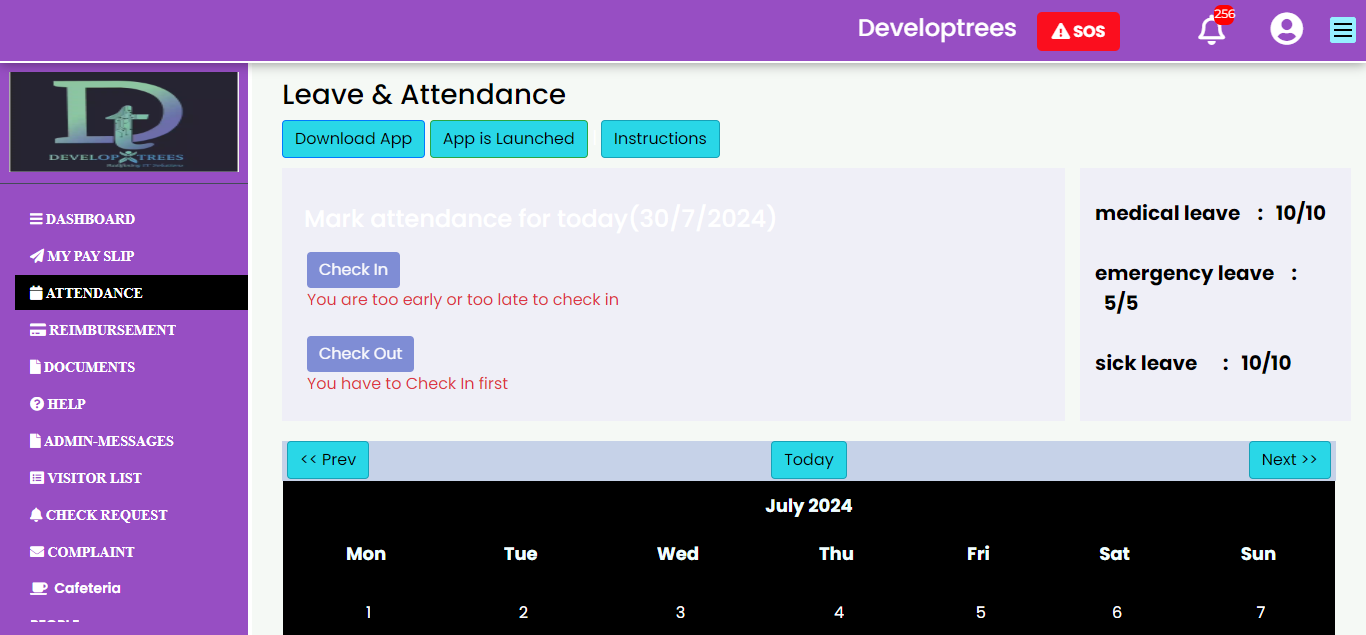 Developtrees
SOS
256
DEVELOP TREES
DASHBOARD
MY PAY SLIP
ATTENDANCE
REIMBURSEMENT
DOCUMENTS
HELP
ADMIN-MESSAGES
VISITOR LIST
CHECK REQUEST
COMPLAINT
Cafeteria
Leave & Attendance
Download App
App is Launched
Instructions
Mark attendance for today(30/7/2024)
Check In
You are too early or too late to check in
Check Out
You have to Check In first
medical leave : 10/10
emergency leave :
5/5
sick leave : 10/10
<< Prev
Today
Next >>
July 2024
Mon Tue Wed Thu Fri Sat Sun
1 2 3 4 5 6 7